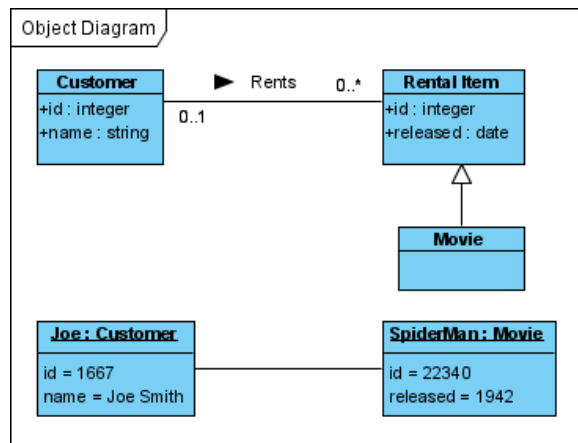 Object Diagram
Customer
+id : integer
+name : string
Rents
0..1
0..*
Rental Item
+id : integer
+released : date
Movie
Joe : Customer
id = 1667
name = Joe Smith
SpiderMan : Movie
id = 22340
released = 1942